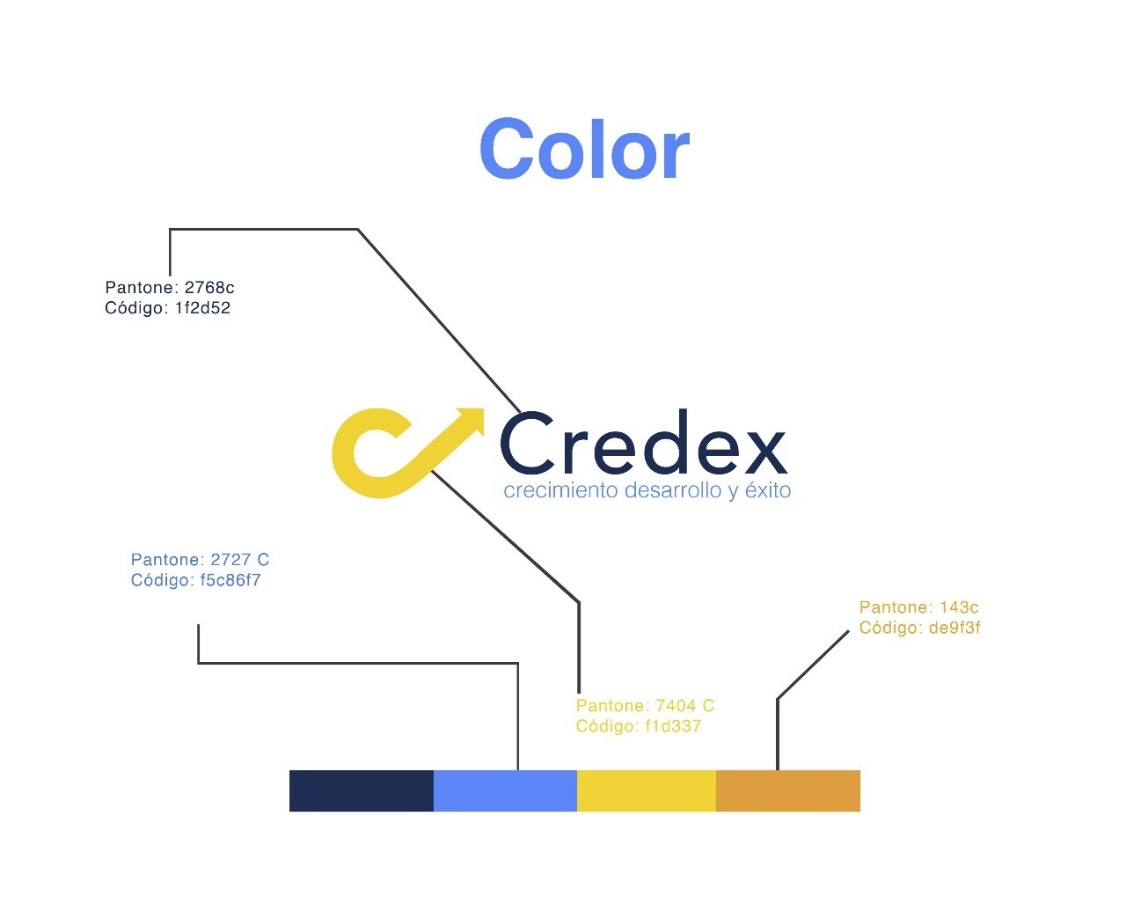 Color
Pantone: 2768c
Código: 1f2d52
Credex
crecimiento desarrollo y éxito
Pantone: 2727 C
Código: f5c86f7
Pantone: 143c
Código: de9f3f
Pantone: 7404 C
Código: f1d337